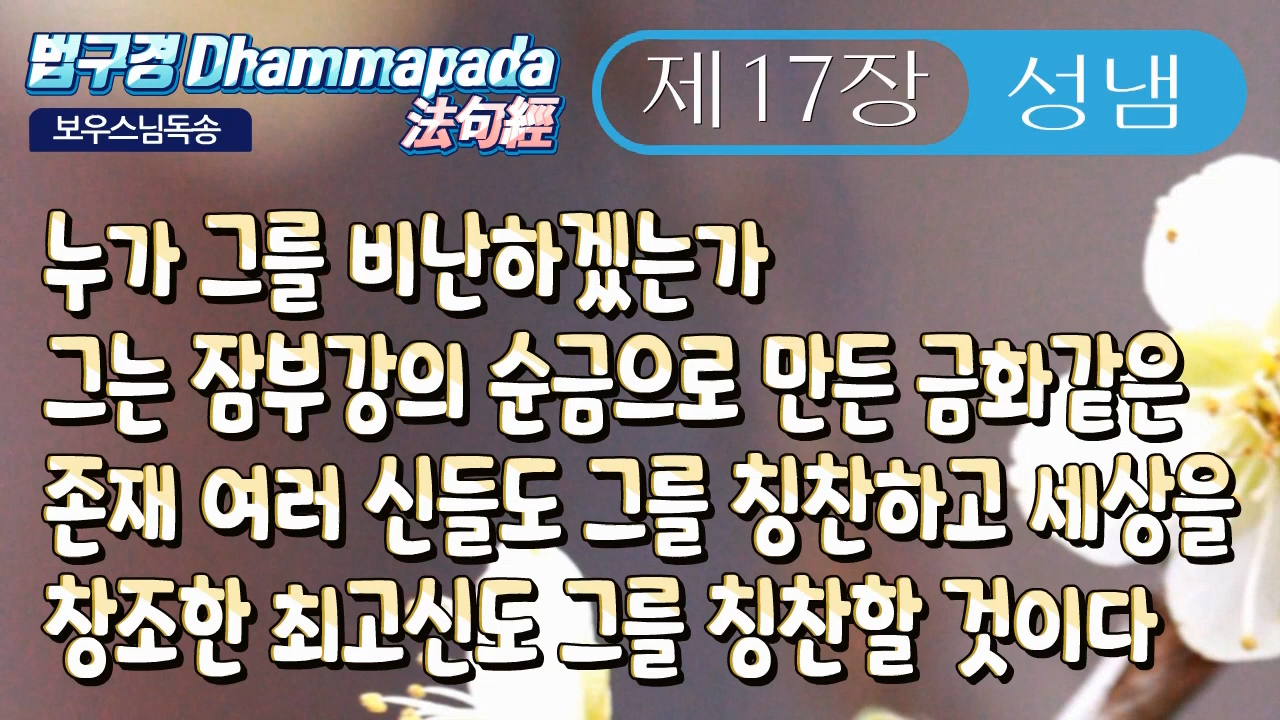 법구경 Dhammapada
法句經
보우스님독송
제17장 성냄
누가 그를 비난하겠는가
그는 잠부강의 순금으로 만든 금화같은
존재 여러 신들도 그를 칭찬하고 세상을
창조한 최고신도 그를 칭찬할 것이다